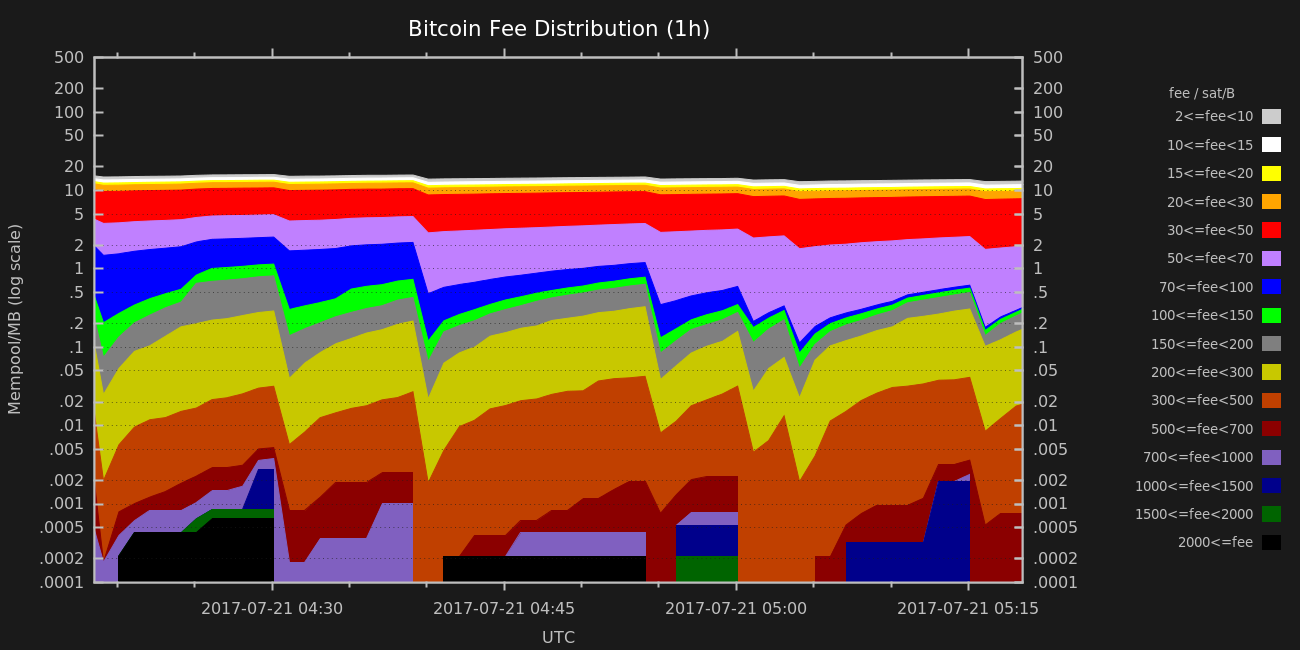 Bitcoin Fee Distribution (1h)
500
200
100
50
20
10
5
2
1
.5
.2
.1
.05
.02
.01
.005
.002
.001
.0005
.0002
.0001
Mempool/MB (log scale)
500
200
100
50
20
10
5
2
1
.5
.2
.1
.05
.02
.01
.005
.002
.001
.0005
.0002
.0001
2017-07-21 04:30 2017-07-21 04:45 2017-07-21 05:00 2017-07-21 05:15
UTC
fee / sat/B
2<=fee<10
10<=fee<15
15<=fee<20
20<=fee<30
30<=fee<50
50<=fee<70
70<=fee<100
100<=fee<150
150<=fee<200
200<=fee<300
300<=fee<500
500<=fee<700
700<=fee<1000
1000<=fee<1500
1500<=fee<2000
2000<=fee